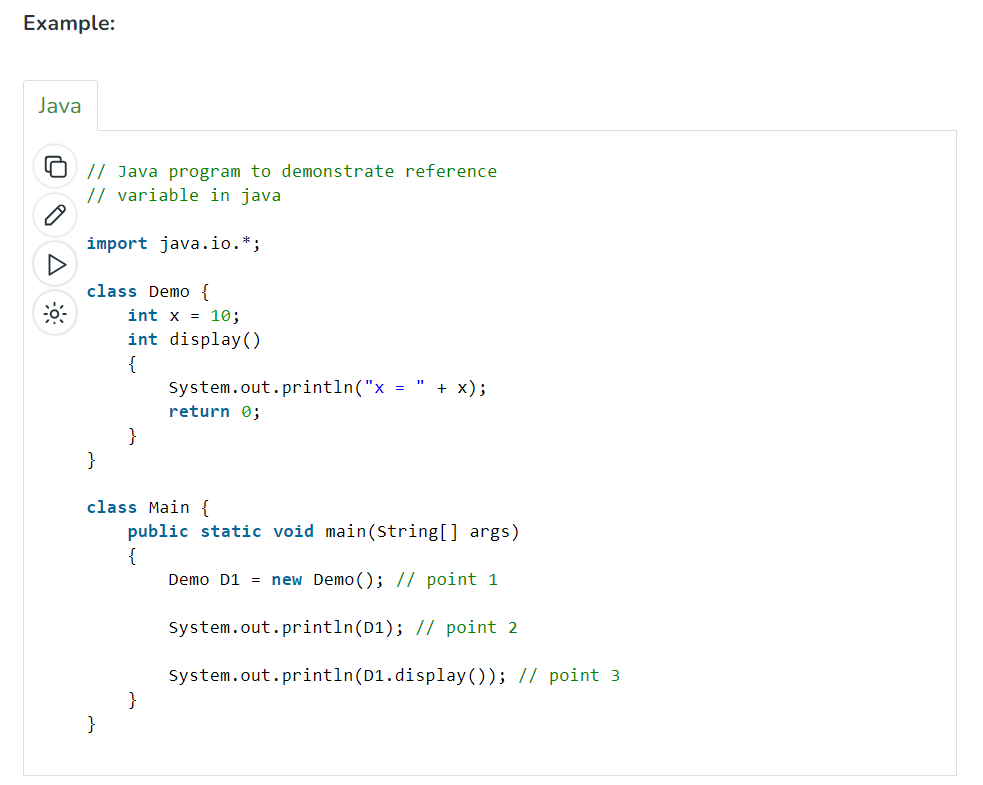 Example:
Java
// Java program to demonstrate reference
// variable in java
import java.io.*;
class Demo {
    int x = 10;
    int display()
    {
        System.out.println("x = " + x);
        return 0;
    }
}
class Main {
    public static void main(String[] args)
    {
        Demo D1 = new Demo(); // point 1
        System.out.println(D1); // point 2
        System.out.println(D1.display()); // point 3
    }
}